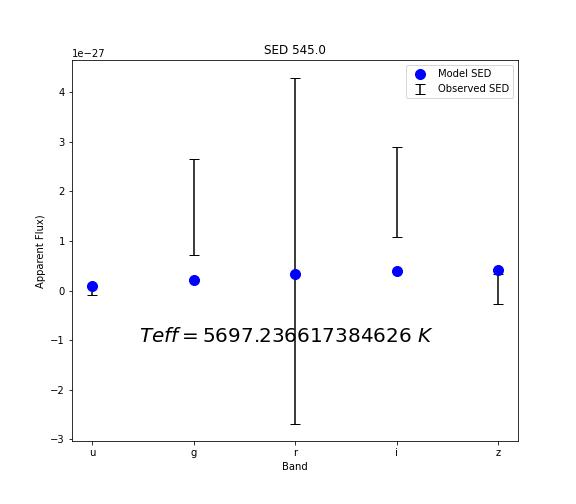 SED 545.0
1e−27
Model SED
Observed SED
4
3
2
1
0
−1
−2
−3
Apparent Flux)
Teff = 5697.236617384626 K
u g r i z
Band